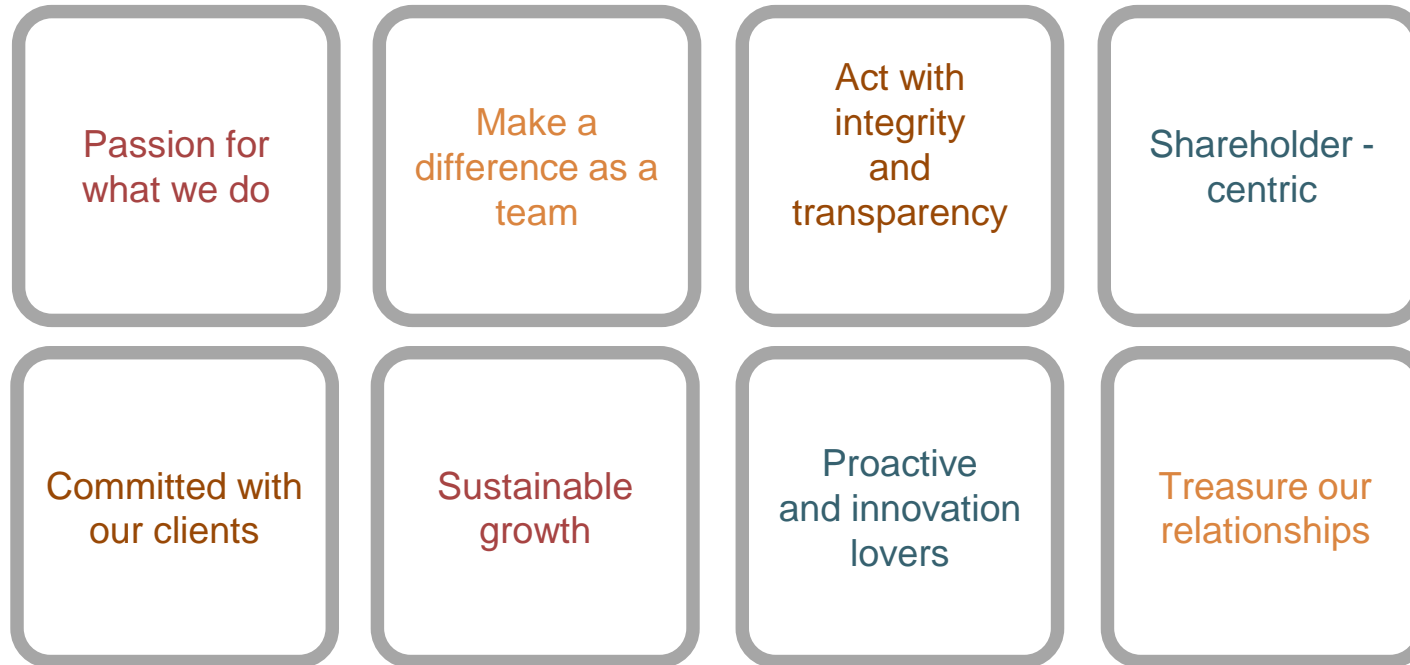 Passion for
what we do
Make a
difference as a
team
Act with
integrity
and
transparency
Shareholder -
centric
Committed with
our clients
Sustainable
growth
Proactive
and innovation
lovers
Treasure our
relationships